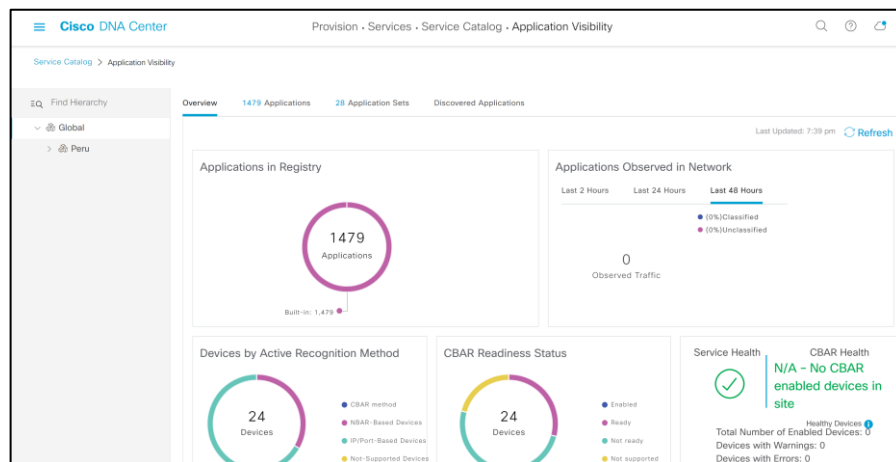 Cisco DNA Center
Provision • Services • Service Catalog • Application Visibility
Service Catalog > Application Visibility
Find Hierarchy
Global
Peru
Overview
1479 Applications
28 Application Sets
Discovered Applications
Last Updated: 7:39 pm
Refresh
Applications in Registry
1479
Applications
Built-in: 1,479
Applications Observed in Network
Last 2 Hours
Last 24 Hours
Last 48 Hours
(0%)Classified
(0%)Unclassified
0
Observed Traffic
Devices by Active Recognition Method
24
Devices
CBAR method
NBAR-Based Devices
IP/Port-Based Devices
Not-Supported Devices
CBAR Readiness Status
24
Devices
Enabled
Ready
Not ready
Not supported
Service Health
CBAR Health
N/A - No CBAR
enabled devices in
site
Healthy Devices
Total Number of Enabled Devices: 0
Devices with Warnings: 0
Devices with Errors: 0